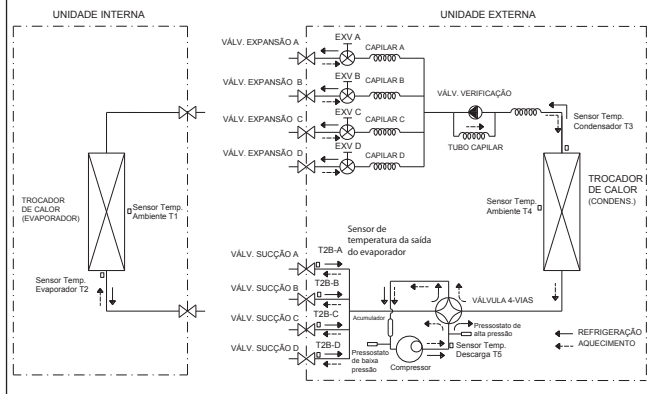 UNIDADE INTERNA
UNIDADE EXTERNA
VÁLV. EXPANSÃO A
EXV A
CAPILAR A
VÁLV. EXPANSÃO B
EXV B
CAPILAR B
VÁLV. EXPANSÃO C
EXV C
CAPILAR C
VÁLV. EXPANSÃO D
EXV D
CAPILAR D
VÁLV. VERIFICAÇÃO
TUBO CAPILAR
Sensor Temp.
Condensador T3
TROCADOR
DE CALOR
(EVAPORADOR)
Sensor Temp.
Ambiente T1
Sensor Temp.
Evaporador T2
Sensor Temp.
Ambiente T4
TROCADOR
DE CALOR
(CONDENS.)
Sensor de
temperatura da saída
do evaporador
VÁLV. SUCÇÃO A
T2B-A
VÁLV. SUCÇÃO B
T2B-B
VÁLV. SUCÇÃO C
T2B-C
VÁLV. SUCÇÃO D
T2B-D
Acumulador
VÁLVULA 4-VIAS
Pressostato de
alta pressão
Pressostato
de baixa
pressão
Compressor
Sensor Temp.
Descarga T5
REFRIGERAÇÃO
AQUECIMENTO